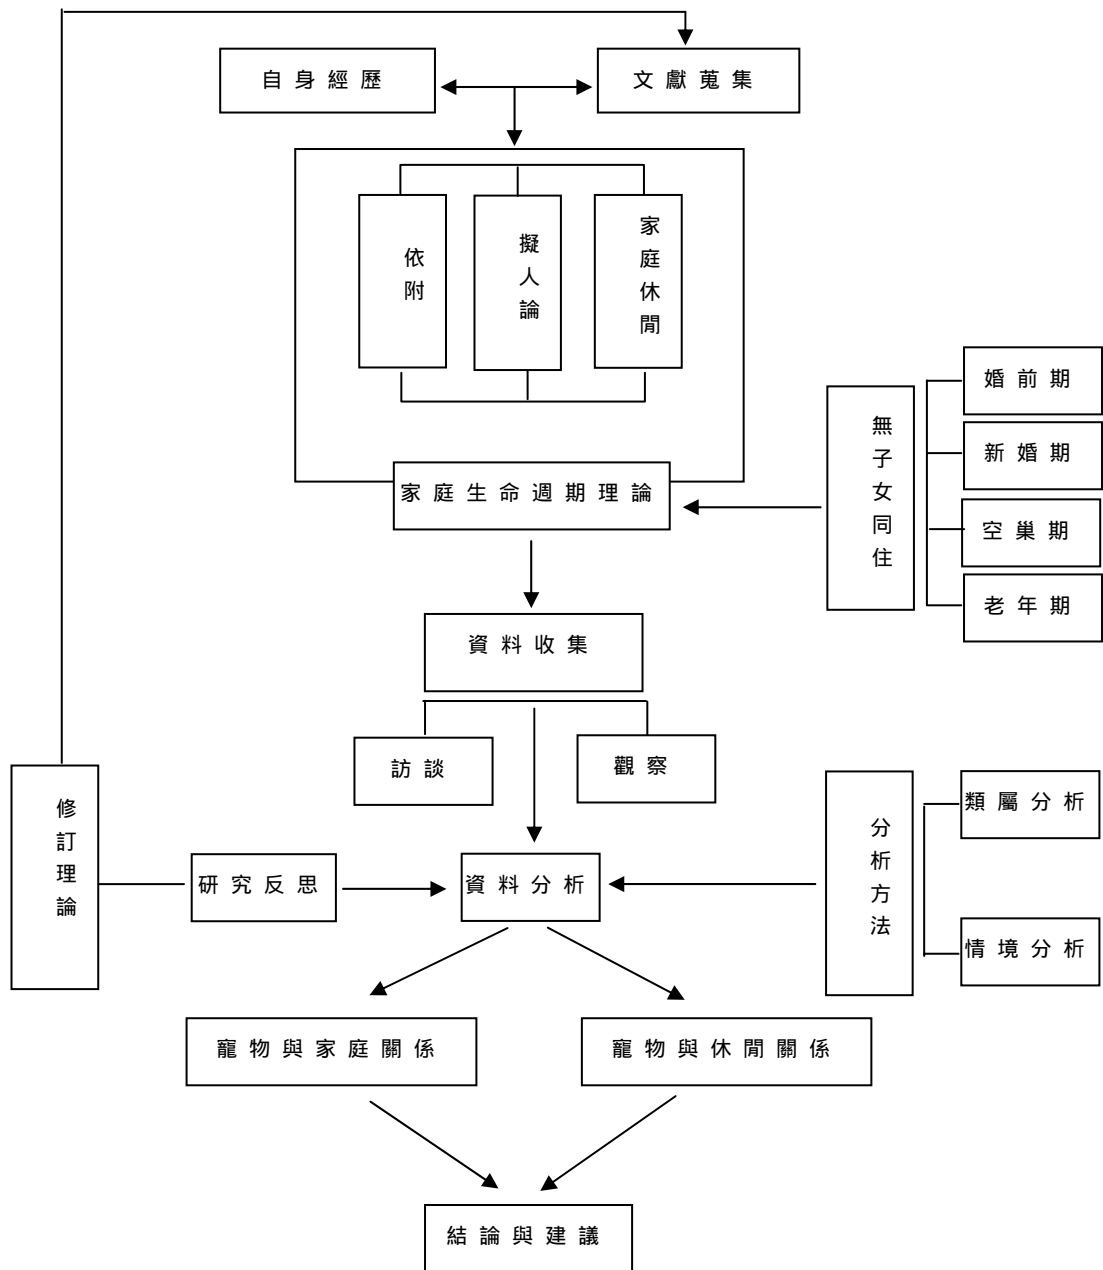 自身經歷
文獻蒐集
依附
擬人論
家庭休閒
家庭生命週期理論
無子女同住
婚前期
新婚期
空巢期
老年期
資料收集
訪談
觀察
修訂理論
研究反思
資料分析
分析方法
類屬分析
情境分析
寵物與家庭關係
寵物與休閒關係
結論與建議